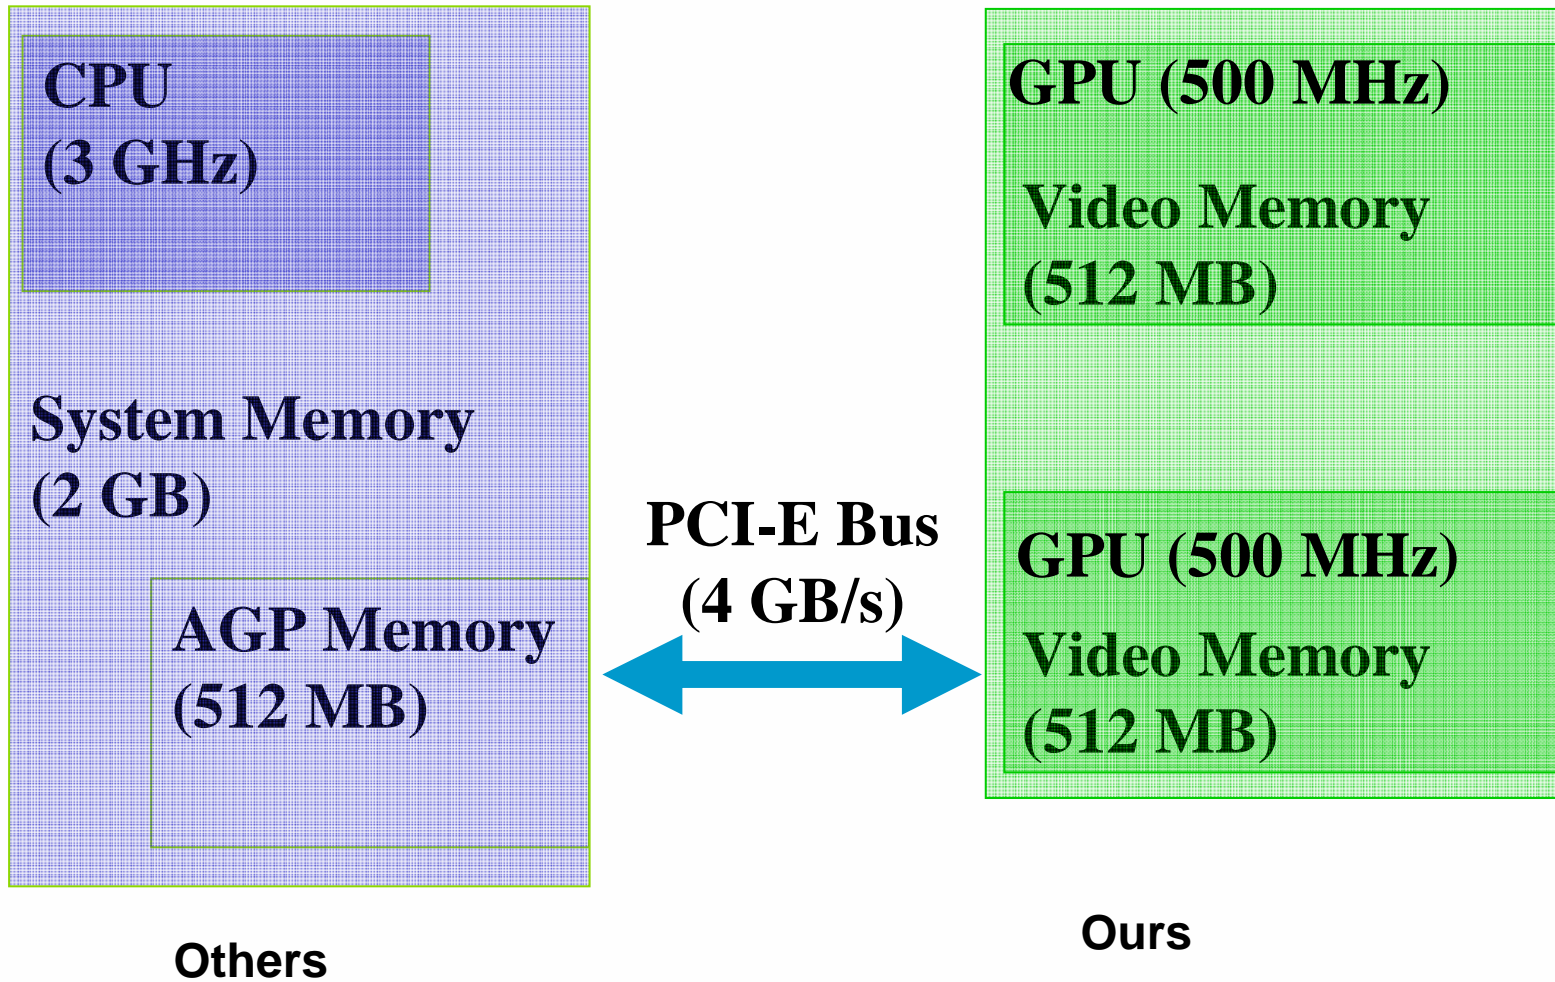 CPU
(3 GHz)
System Memory
(2 GB)
AGP Memory
(512 MB)
Others
PCI-E Bus
(4 GB/s)
GPU (500 MHz)
Video Memory
(512 MB)
GPU (500 MHz)
Video Memory
(512 MB)
Ours